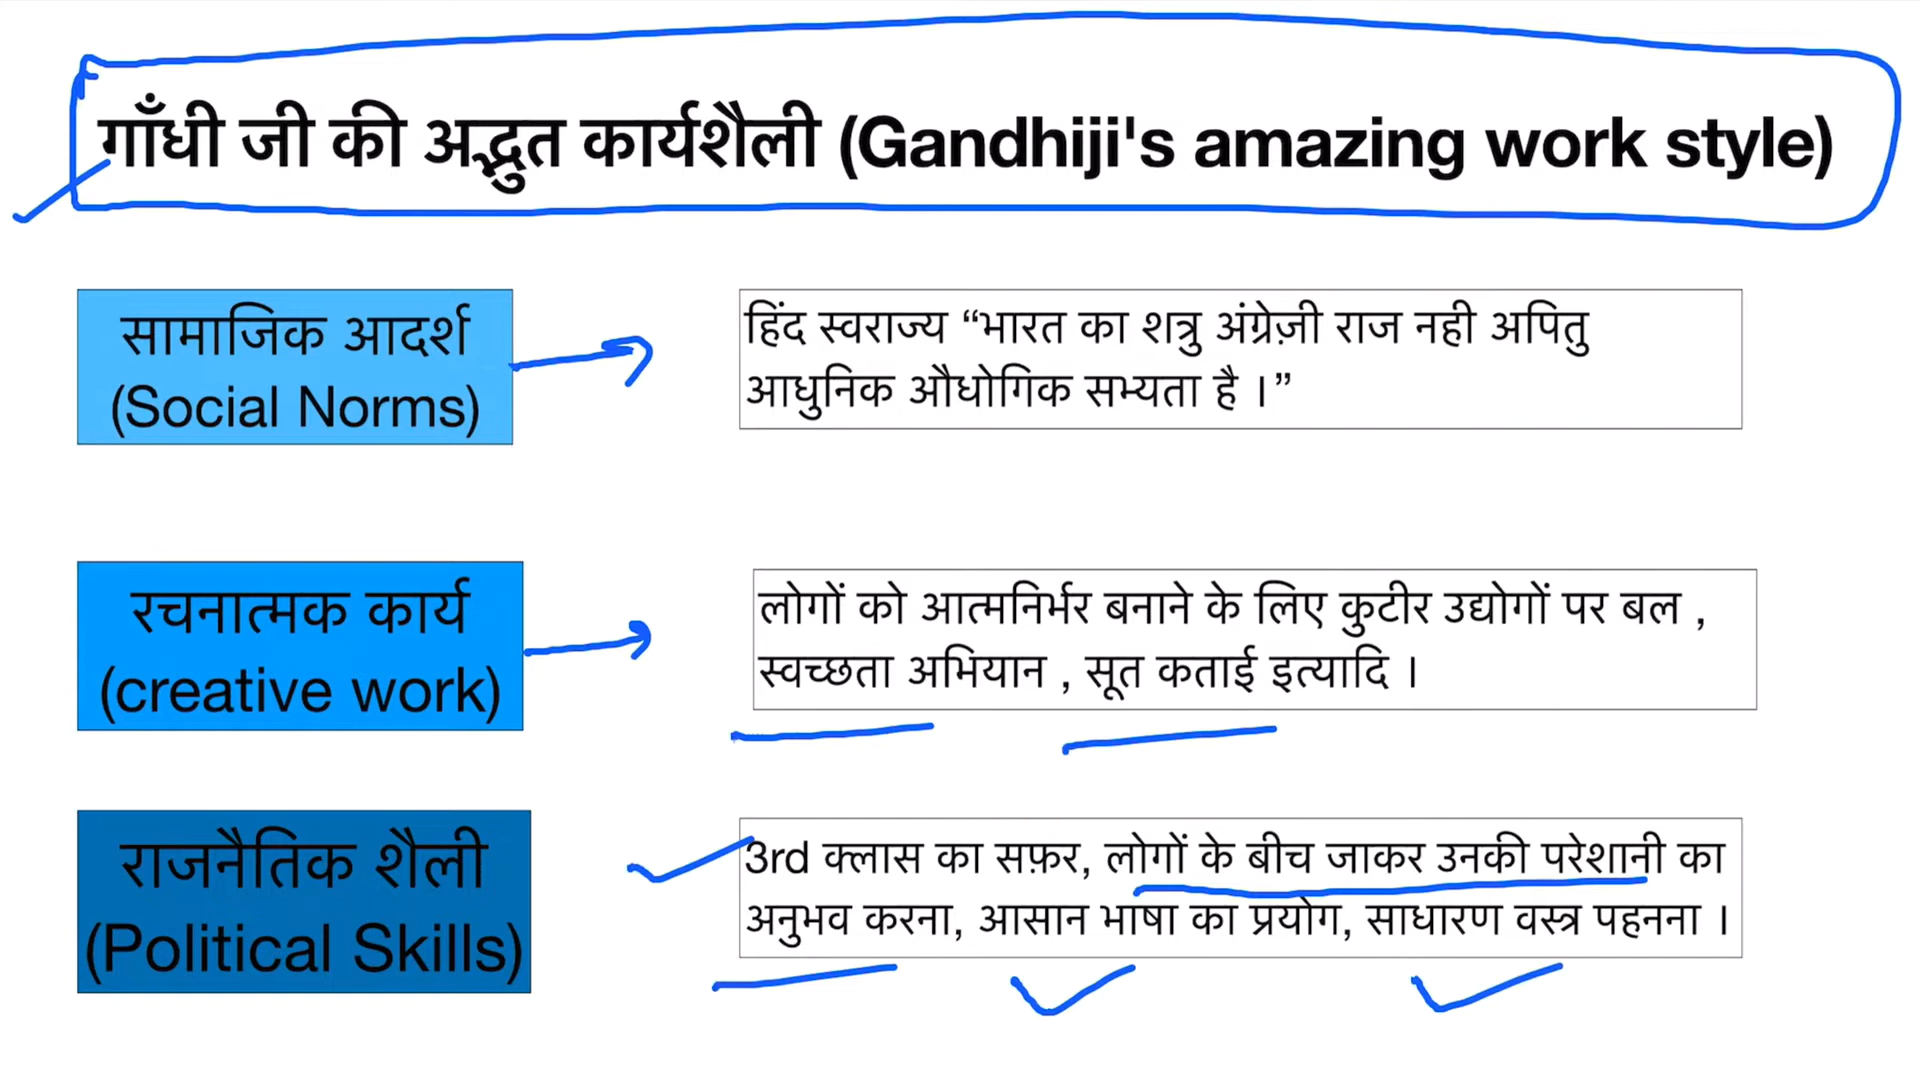 गाँधी जी की अद्भुत कार्यशैली (Gandhiji's amazing work style)
सामाजिक आदर्श
(Social Norms)
हिंद स्वराज्य “भारत का शत्रु अंग्रेज़ी राज नही अपितु
आधुनिक औधोगिक सभ्यता है ।”
रचनात्मक कार्य
(creative work)
लोगों को आत्मनिर्भर बनाने के लिए कुटीर उद्योगों पर बल ,
स्वच्छता अभियान , सूत कताई इत्यादि ।
राजनैतिक शैली
(Political Skills)
3rd क्लास का सफ़र, लोगों के बीच जाकर उनकी परेशानी का
अनुभव करना, आसान भाषा का प्रयोग, साधारण वस्त्र पहनना ।